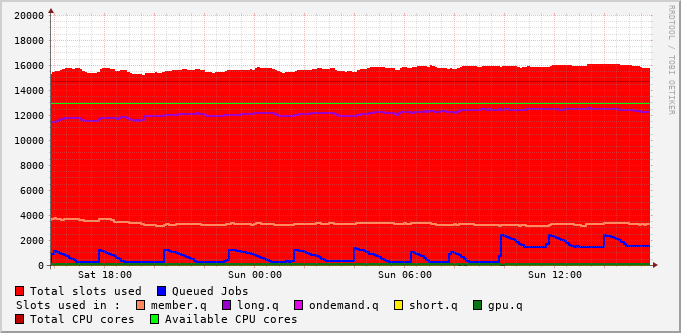 RRDTOOL / TOBI OETIKER
20000
18000
16000
14000
12000
10000
8000
6000
4000
2000
0
Sat 18:00 Sun 00:00 Sun 06:00 Sun 12:00
Total slots used Queued Jobs
Slots used in : member.q long.q ondemand.q short.q gpu.q
Total CPU cores Available CPU cores